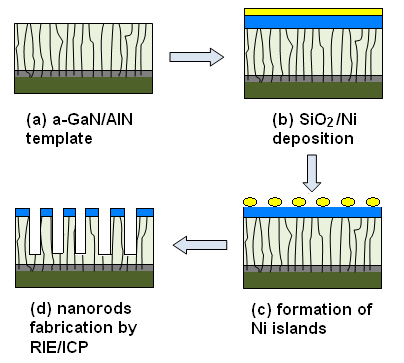 (a) a-GaN/AlN
template
(b) SiO₂/Ni
deposition
(d) nanorods
fabrication by
RIE/ICP
(c) formation of
Ni islands